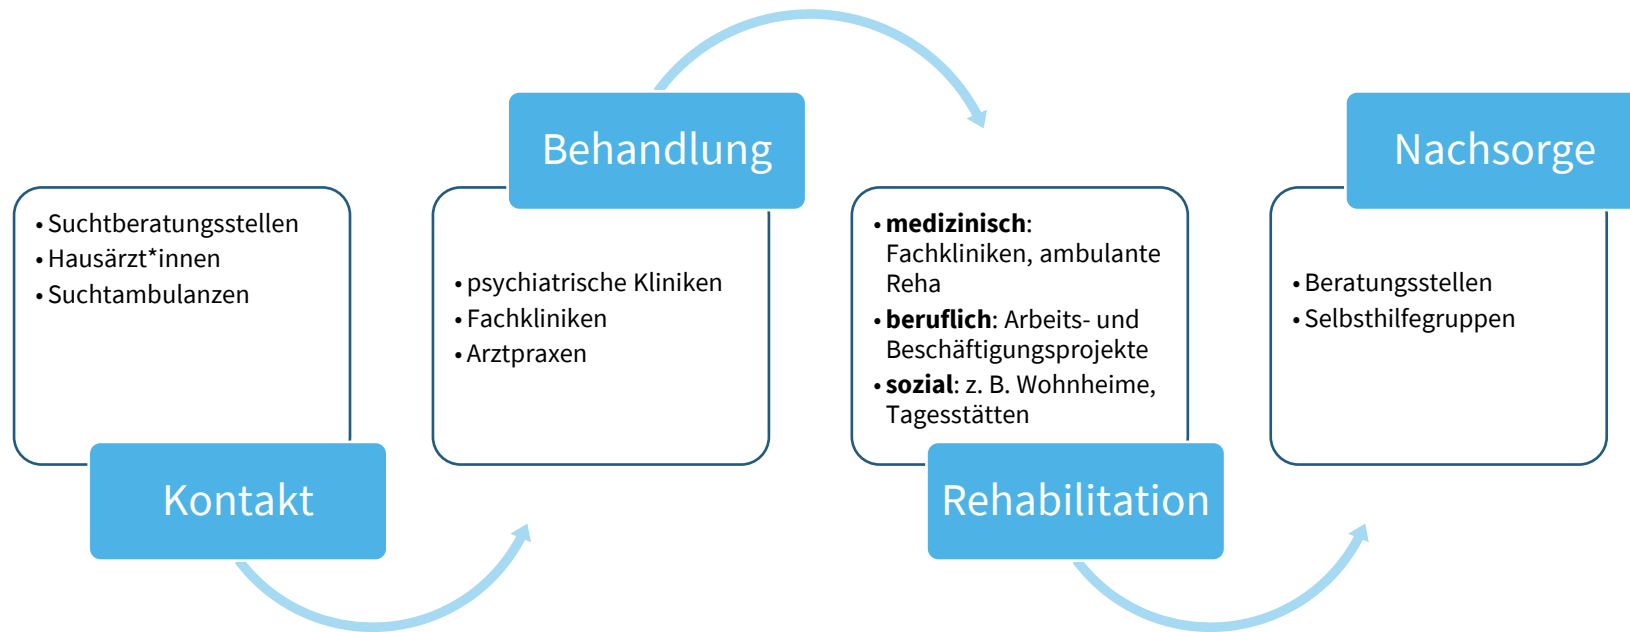 • Suchtberatungsstellen
• Hausärzt*innen
• Suchtambulanzen
Kontakt
Behandlung
• psychiatrische Kliniken
• Fachkliniken
• Arztpraxen
• medizinisch:
Fachkliniken, ambulante
Reha
• beruflich: Arbeits- und
Beschäftigungsprojekte
• sozial: z. B. Wohnheime,
Tagesstätten
Rehabilitation
Nachsorge
• Beratungsstellen
• Selbsthilfegruppen